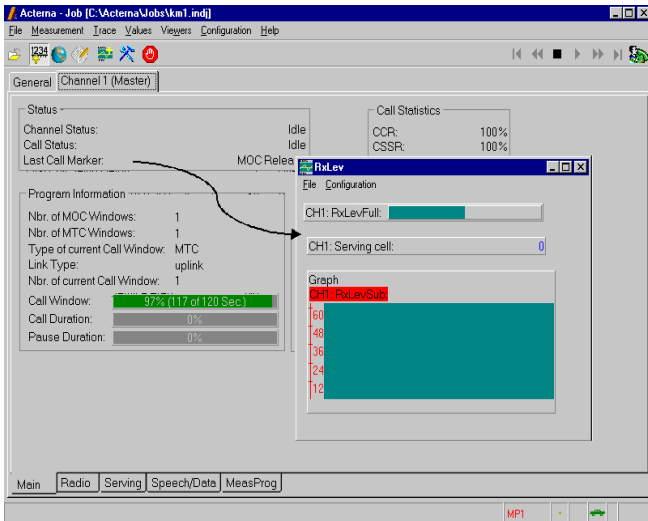 Acterna - Job [C:\Acterna\Jobs\km1.indj]
File Measurement Trace Values Viewers Configuration Help
1234
General Channel 1 (Master)
Status
Channel Status: Idle
Call Status: Idle
Last Call Marker: MOC Relea
Call Statistics
CCR: 100%
CSSR: 100%
Program Information
Nbr. of MOC Windows: 1
Nbr. of MTC Windows: 1
Type of current Call Window: MTC
Link Type: uplink
Nbr. of current Call Window: 1
Call Window: 97% (117 of 120 Sec.)
Call Duration: 0%
Pause Duration: 0%
RxLev
File Configuration
CH1: RxLevFull:
CH1: Serving cell: 0
Graph
CH1: RxLevSub:
60
48
36
24
12
Main Radio Serving Speech/Data MeasProg
MP1